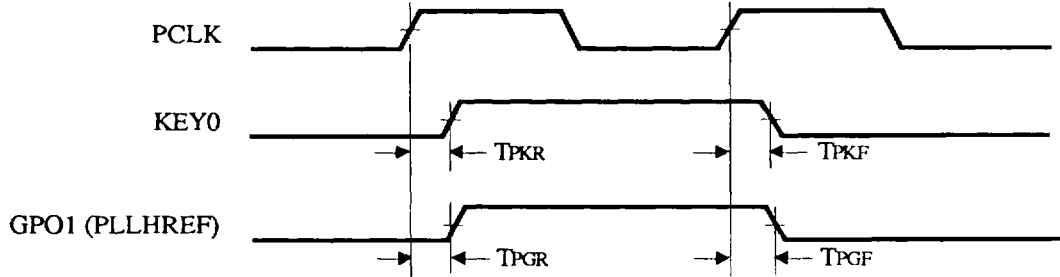 PCLK
KEY0
TPKR
TPKF
GPO1 (PLLHREF)
TPGR
TPGF